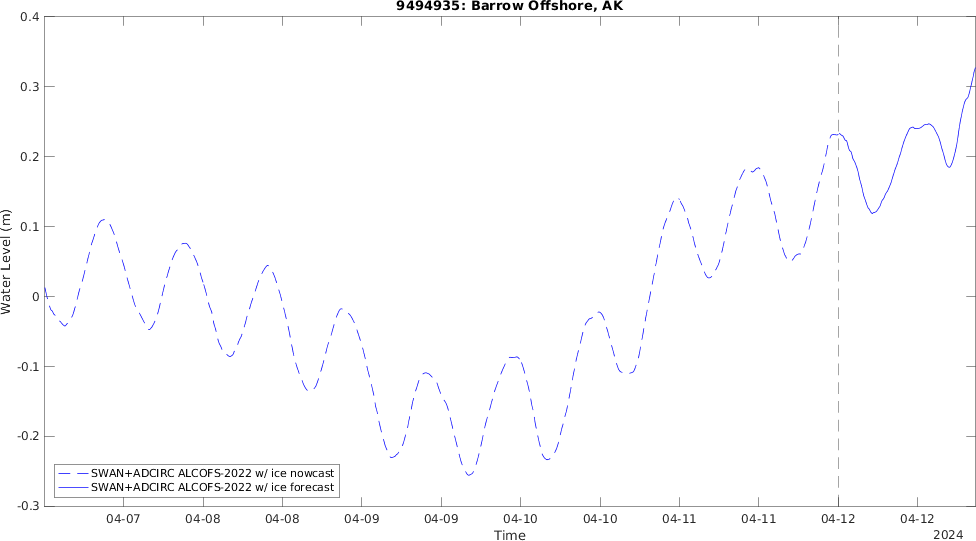 9494935: Barrow Offshore, AK
0.4
0.3
0.2
0.1
0
-0.1
-0.2
-0.3
Water Level (m)
SWAN+ADCIRC ALCOFS-2022 w/ ice nowcast
SWAN+ADCIRC ALCOFS-2022 w/ ice forecast
04-07 04-08 04-08 04-09 04-09 04-10 04-10 04-11 04-11 04-12 04-12
Time
2024